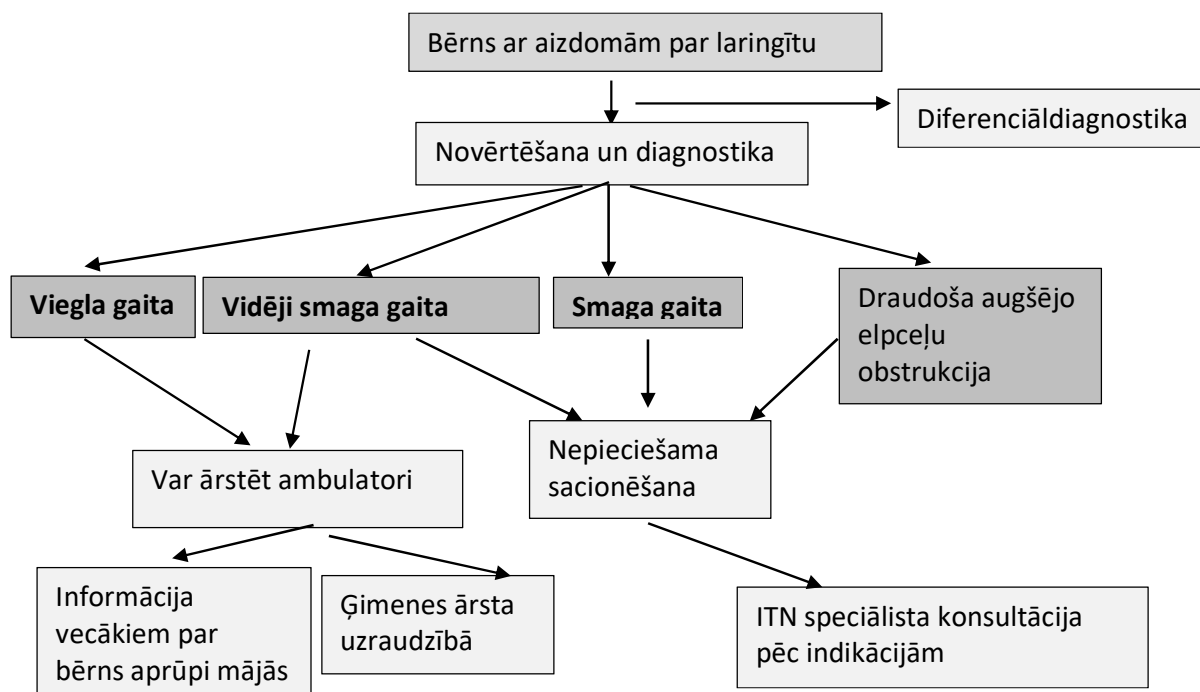 Bērns ar aizdomām par laringītu
Diferenciāldiagnostika
Novērtēšana un diagnostika
Viegla gaita
Vidēji smaga gaita
Smaga gaita
Draudoša augšējo
elpceļu
obstrukcija
Var ārstēt ambulatori
Nepieciešama
sacionēšana
Informācija
vecākiem par
bērns aprūpi mājās
Ģimenes ārsta
uzraudzībā
ITN speciālista konsultācija
pēc indikācijām